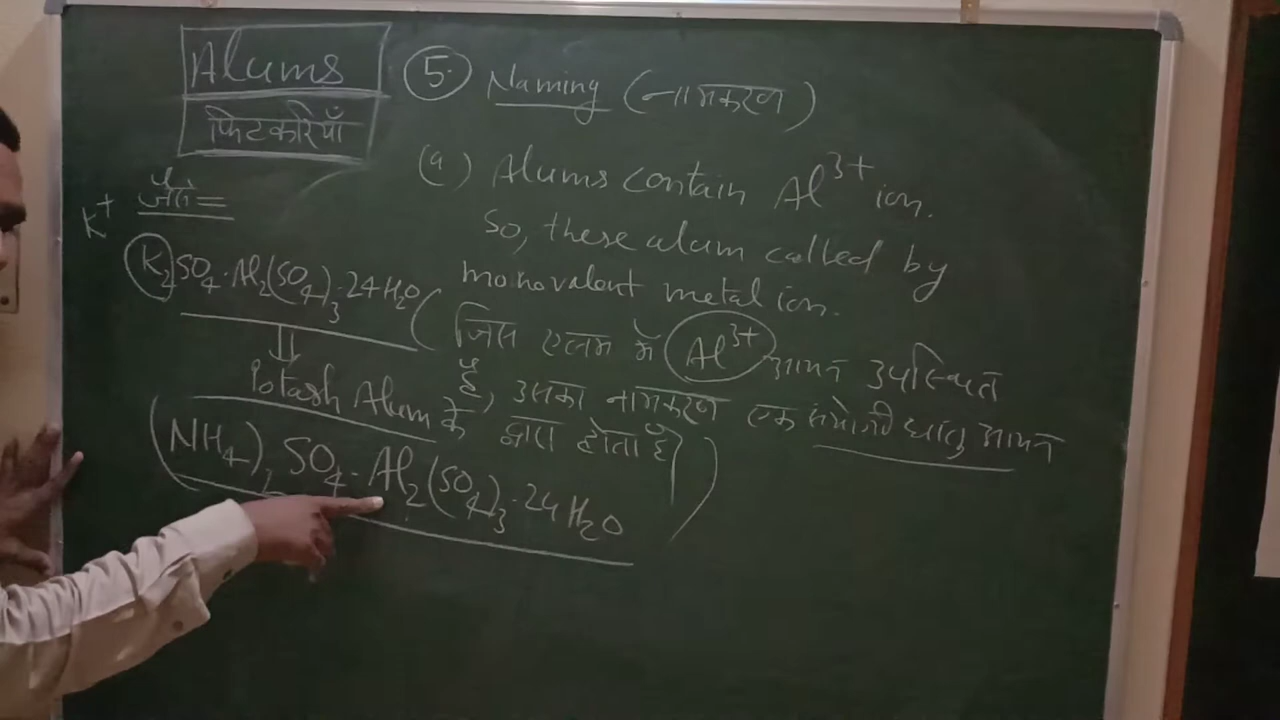 Alums
फिटकरियाँ
5. Naming (नामकरण)
(a) Alums contain Al³⁺ ion.
So, these alum called by
monovalent metal ion.
(जिस एलम में Al³⁺ आयन उपस्थित
है, उसका नामकरण एक संयोजी धातु आयन
के द्वारा होता है)
जैसे =
K⁺
K₂SO₄·Al₂(SO₄)₃·24H₂O
⇓
Potash Alum
(NH₄)₂SO₄·Al₂(SO₄)₃·24H₂O